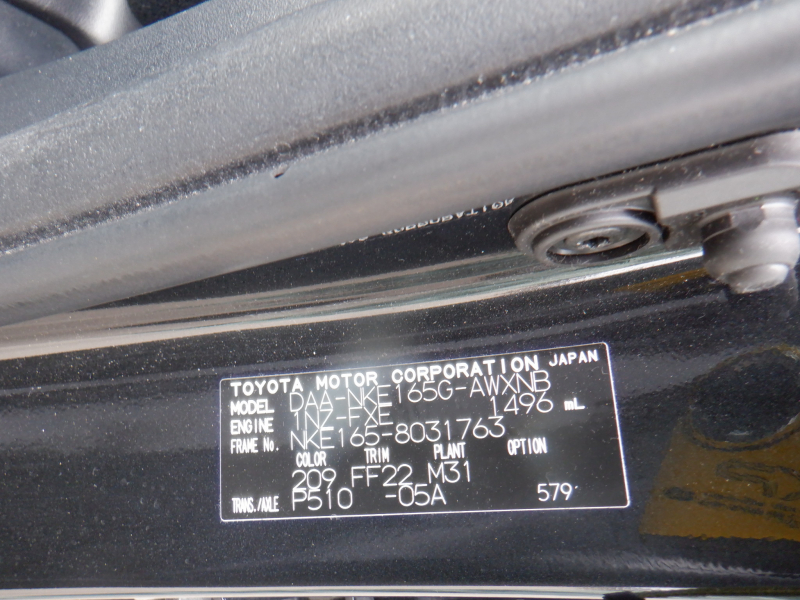 TOYOTA MOTOR CORPORATION JAPAN
MODEL DAA-NKE165G-AWXNB
ENGINE 1NZ-FXE 1496 mL
FRAME No. NKE165-8031763
COLOR TRIM PLANT OPTION
209 FF22 M31
TRANS./AXLE P510 -05A 579